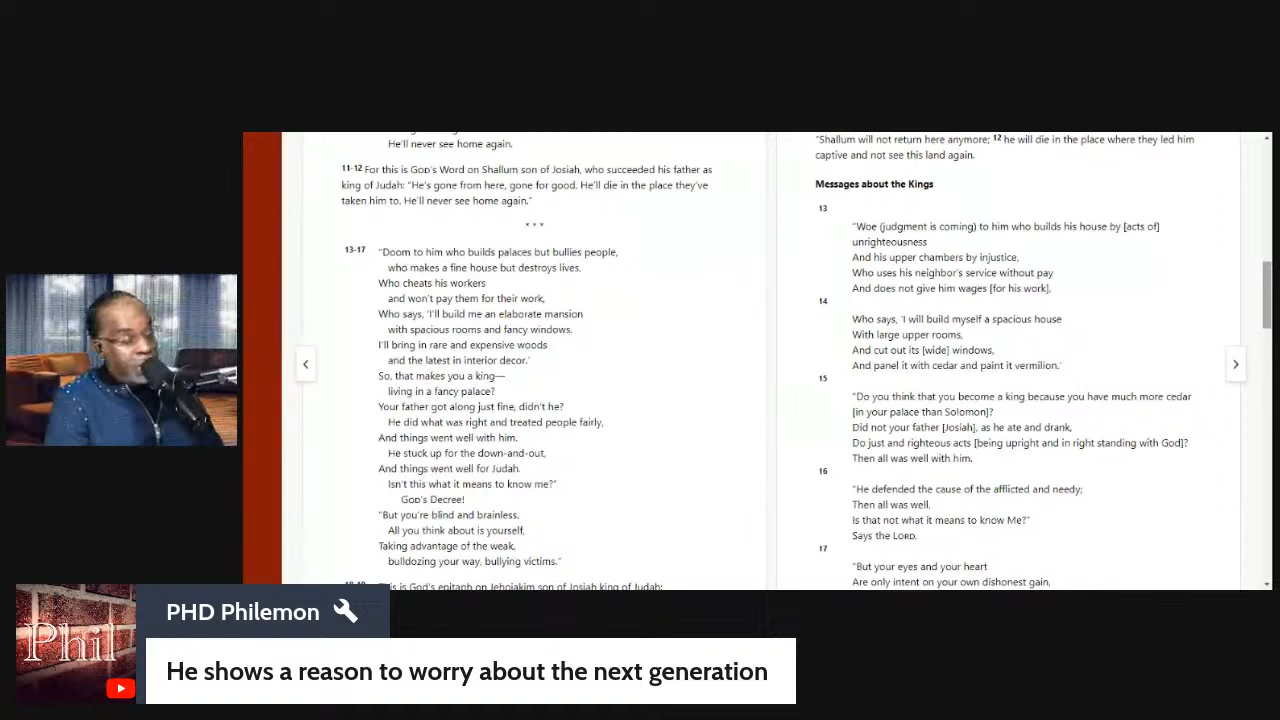 He'll never see home again.
11-12 For this is GOD's Word on Shallum son of Josiah, who succeeded his father as
king of Judah: "He's gone from here, gone for good. He'll die in the place they've
taken him to. He'll never see home again."
* * *
13-17 "Doom to him who builds palaces but bullies people,
who makes a fine house but destroys lives.
Who cheats his workers
and won't pay them for their work,
Who says, 'I'll build me an elaborate mansion
with spacious rooms and fancy windows.
I'll bring in rare and expensive woods
and the latest in interior decor.'
So, that makes you a king—
living in a fancy palace?
Your father got along just fine, didn't he?
He did what was right and treated people fairly,
And things went well with him.
He stuck up for the down-and-out,
And things went well for Judah.
Isn't this what it means to know me?"
GOD's Decree!
"But you're blind and brainless.
All you think about is yourself,
Taking advantage of the weak,
bulldozing your way, bullying victims."
18-19 This is God's epitaph on Jehoiakim son of Josiah king of Judah:
"Shallum will not return here anymore; 12 he will die in the place where they led him
captive and not see this land again.
Messages about the Kings
13
"Woe (judgment is coming) to him who builds his house by [acts of]
unrighteousness
And his upper chambers by injustice,
Who uses his neighbor's service without pay
And does not give him wages [for his work],
14
Who says, 'I will build myself a spacious house
With large upper rooms,
And cut out its [wide] windows,
And panel it with cedar and paint it vermilion.'
15
"Do you think that you become a king because you have much more cedar
[in your palace than Solomon]?
Did not your father [Josiah], as he ate and drank,
Do just and righteous acts [being upright and in right standing with God]?
Then all was well with him.
16
"He defended the cause of the afflicted and needy;
Then all was well.
Is that not what it means to know Me?"
Says the LORD.
17
"But your eyes and your heart
Are only intent on your own dishonest gain,
Phil
PHD Philemon
He shows a reason to worry about the next generation